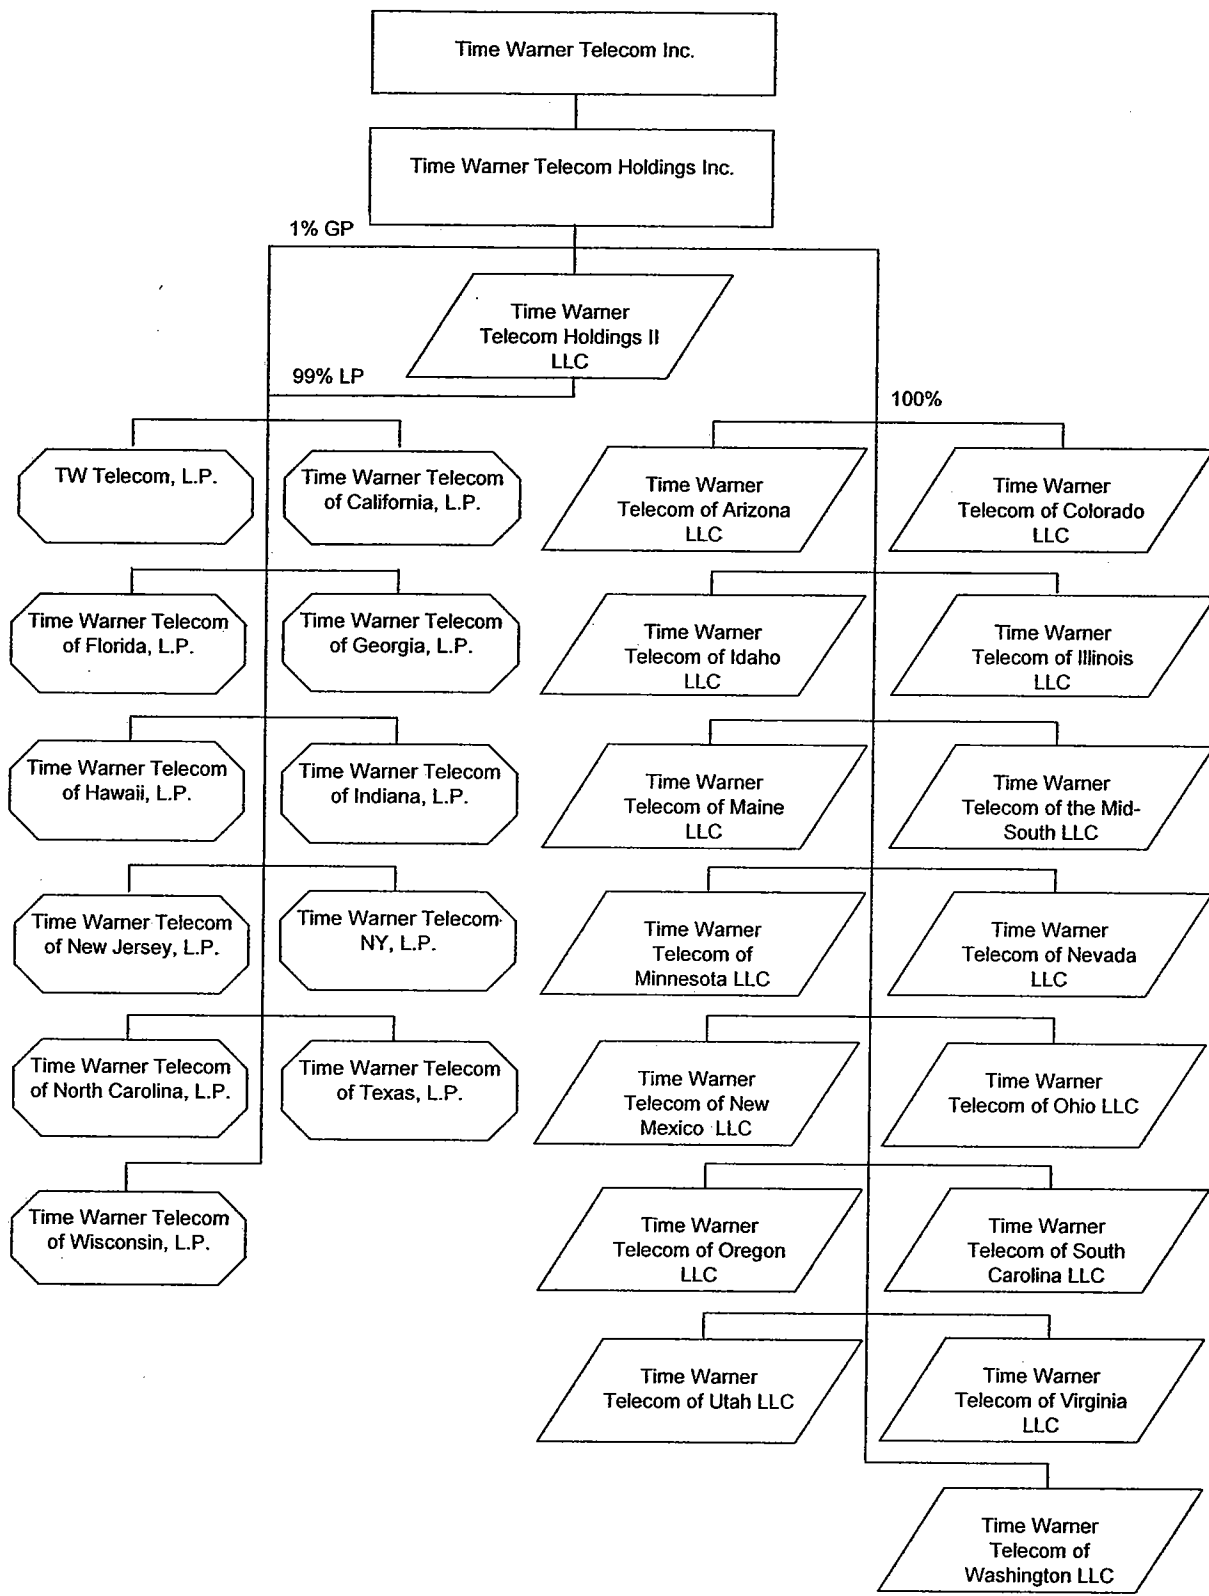 Time Warner Telecom Inc.
Time Warner Telecom Holdings Inc.
1% GP
Time Warner
Telecom Holdings II
LLC
99% LP
100%
TW Telecom, L.P.
Time Warner Telecom
of California, L.P.
Time Warner
Telecom of Arizona
LLC
Time Warner
Telecom of Colorado
LLC
Time Warner Telecom
of Florida, L.P.
Time Warner Telecom
of Georgia, L.P.
Time Warner
Telecom of Idaho
LLC
Time Warner
Telecom of Illinois
LLC
Time Warner Telecom
of Hawaii, L.P.
Time Warner Telecom
of Indiana, L.P.
Time Warner
Telecom of Maine
LLC
Time Warner
Telecom of the Mid-
South LLC
Time Warner Telecom
of New Jersey, L.P.
Time Warner Telecom-
NY, L.P.
Time Warner
Telecom of
Minnesota LLC
Time Warner
Telecom of Nevada
LLC
Time Warner Telecom
of North Carolina, L.P.
Time Warner Telecom
of Texas, L.P.
Time Warner
Telecom of New
Mexico LLC
Time Warner
Telecom of Ohio LLC
Time Warner Telecom
of Wisconsin, L.P.
Time Warner
Telecom of Oregon
LLC
Time Warner
Telecom of South
Carolina LLC
Time Warner
Telecom of Utah LLC
Time Warner
Telecom of Virginia
LLC
Time Warner
Telecom of
Washington LLC